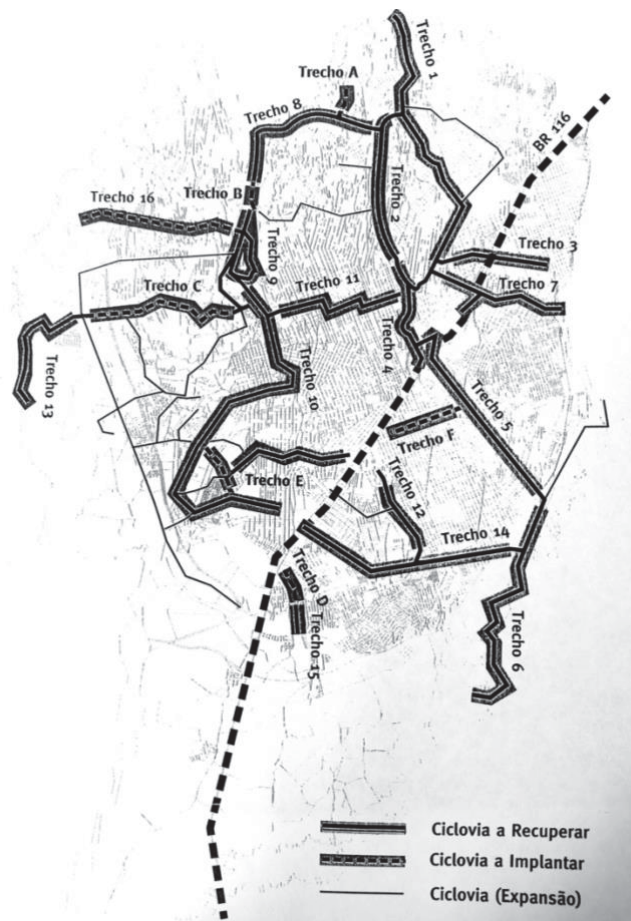 Trecho 1
Trecho A
Trecho 8
BR 116
Trecho B
Trecho 16
Trecho 2
Trecho 3
Trecho 9
Trecho 11
Trecho C
Trecho 7
Trecho 4
Trecho 13
Trecho 10
Trecho 5
Trecho F
Trecho E
Trecho 12
Trecho 14
Trecho D
Trecho 15
Trecho 6
Ciclovia a Recuperar
Ciclovia a Implantar
Ciclovia (Expansão)